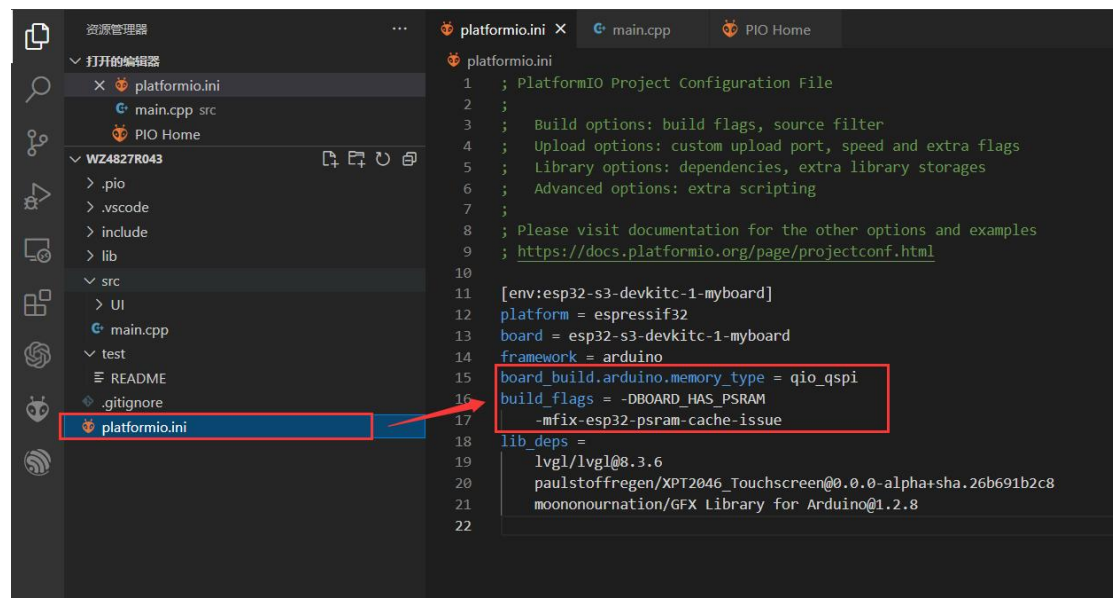 资源管理器
打开的编辑器
platformio.ini
main.cpp src
PIO Home
WZ4827R043
.pio
.vscode
include
lib
src
UI
main.cpp
test
README
.gitignore
platformio.ini
platformio.ini
main.cpp
PIO Home
platformio.ini
1 ; PlatformIO Project Configuration File
2 ;
3 ;   Build options: build flags, source filter
4 ;   Upload options: custom upload port, speed and extra flags
5 ;   Library options: dependencies, extra library storages
6 ;   Advanced options: extra scripting
7 ;
8 ; Please visit documentation for the other options and examples
9 ; https://docs.platformio.org/page/projectconf.html
10
11 [env:esp32-s3-devkitc-1-myboard]
12 platform = espressif32
13 board = esp32-s3-devkitc-1-myboard
14 framework = arduino
15 board_build.arduino.memory_type = qio_qspi
16 build_flags = -DBOARD_HAS_PSRAM
17     -mfix-esp32-psram-cache-issue
18 lib_deps =
19     lvgl/lvgl@8.3.6
20     paulstoffregen/XPT2046_Touchscreen@0.0.0-alpha+sha.26b691b2c8
21     moononournation/GFX Library for Arduino@1.2.8
22